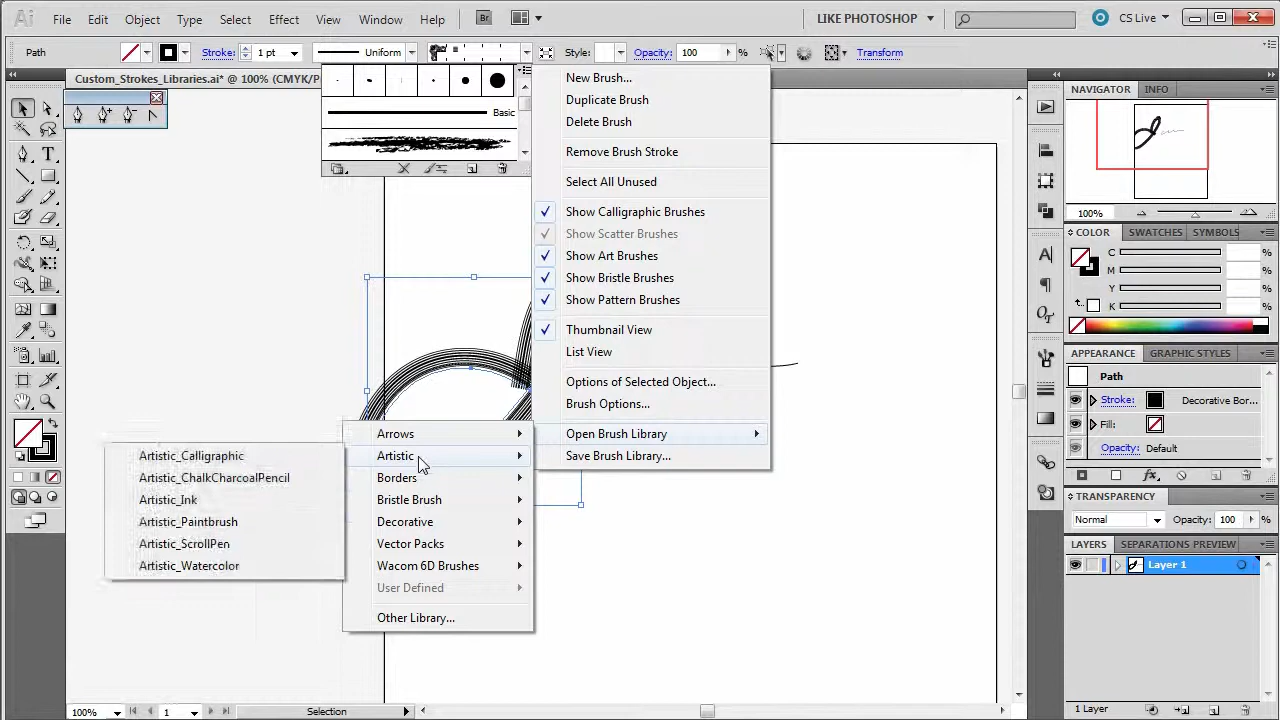 Ai File Edit Object Type Select Effect View Window Help Br LIKE PHOTOSHOP CS Live
Path Stroke: 1 pt Uniform Style: Opacity: 100 % Transform
Custom_Strokes_Libraries.ai* @ 100% (CMYK/P
Basic
New Brush...
Duplicate Brush
Delete Brush
Remove Brush Stroke
Select All Unused
Show Calligraphic Brushes
Show Scatter Brushes
Show Art Brushes
Show Bristle Brushes
Show Pattern Brushes
Thumbnail View
List View
Options of Selected Object...
Brush Options...
Open Brush Library
Save Brush Library...
Arrows
Artistic
Borders
Bristle Brush
Decorative
Vector Packs
Wacom 6D Brushes
User Defined
Other Library...
Artistic_Calligraphic
Artistic_ChalkCharcoalPencil
Artistic_Ink
Artistic_Paintbrush
Artistic_ScrollPen
Artistic_Watercolor
NAVIGATOR INFO
100%
COLOR SWATCHES SYMBOLS
C %
M %
Y %
K %
APPEARANCE GRAPHIC STYLES
Path
Stroke: Decorative Bor...
Fill:
Opacity: Default
TRANSPARENCY
Normal Opacity: 100
LAYERS SEPARATIONS PREVIEW
Layer 1
1 Layer
100% 1 Selection